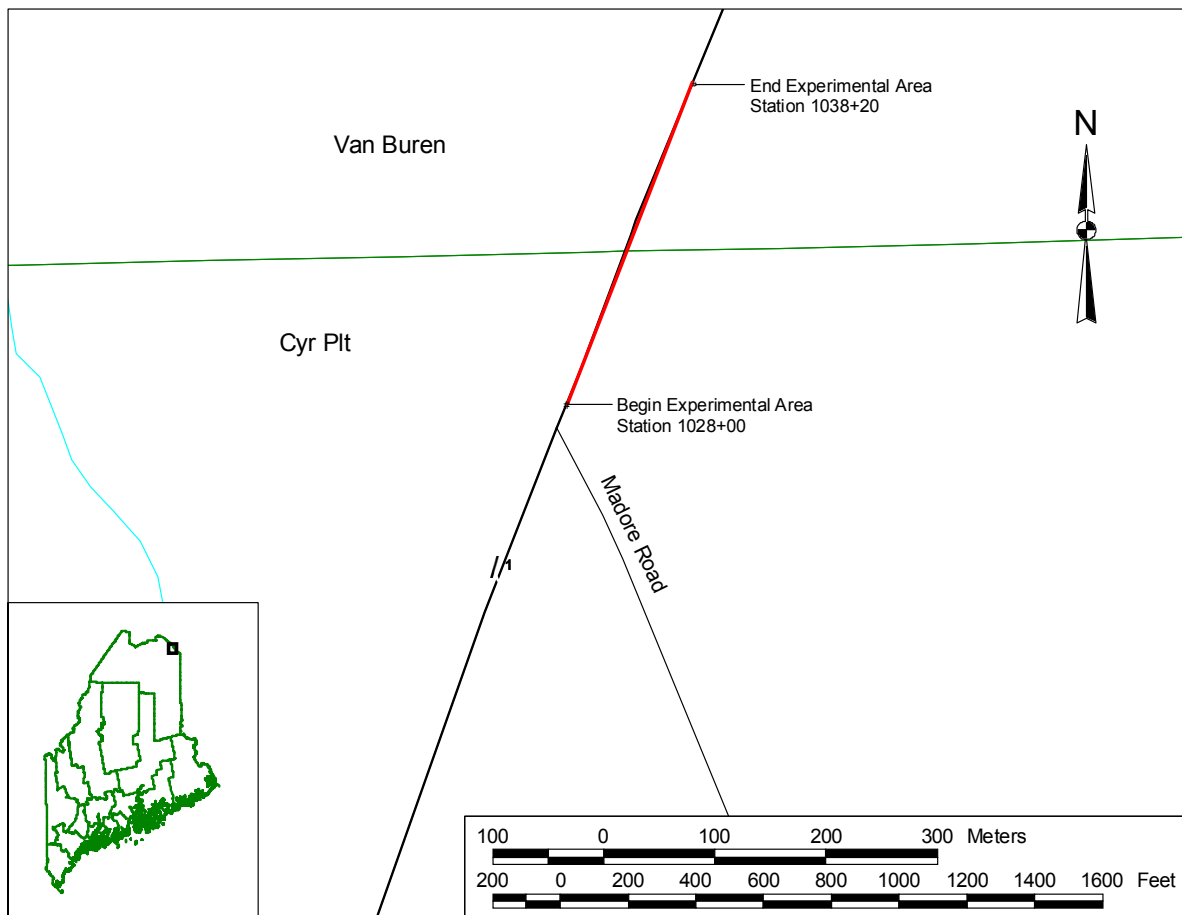 End Experimental Area
Station 1038+20
N
Van Buren
Cyr Plt
Begin Experimental Area
Station 1028+00
Madore Road
1
100 0 100 200 300 Meters
200 0 200 400 600 800 1000 1200 1400 1600 Feet